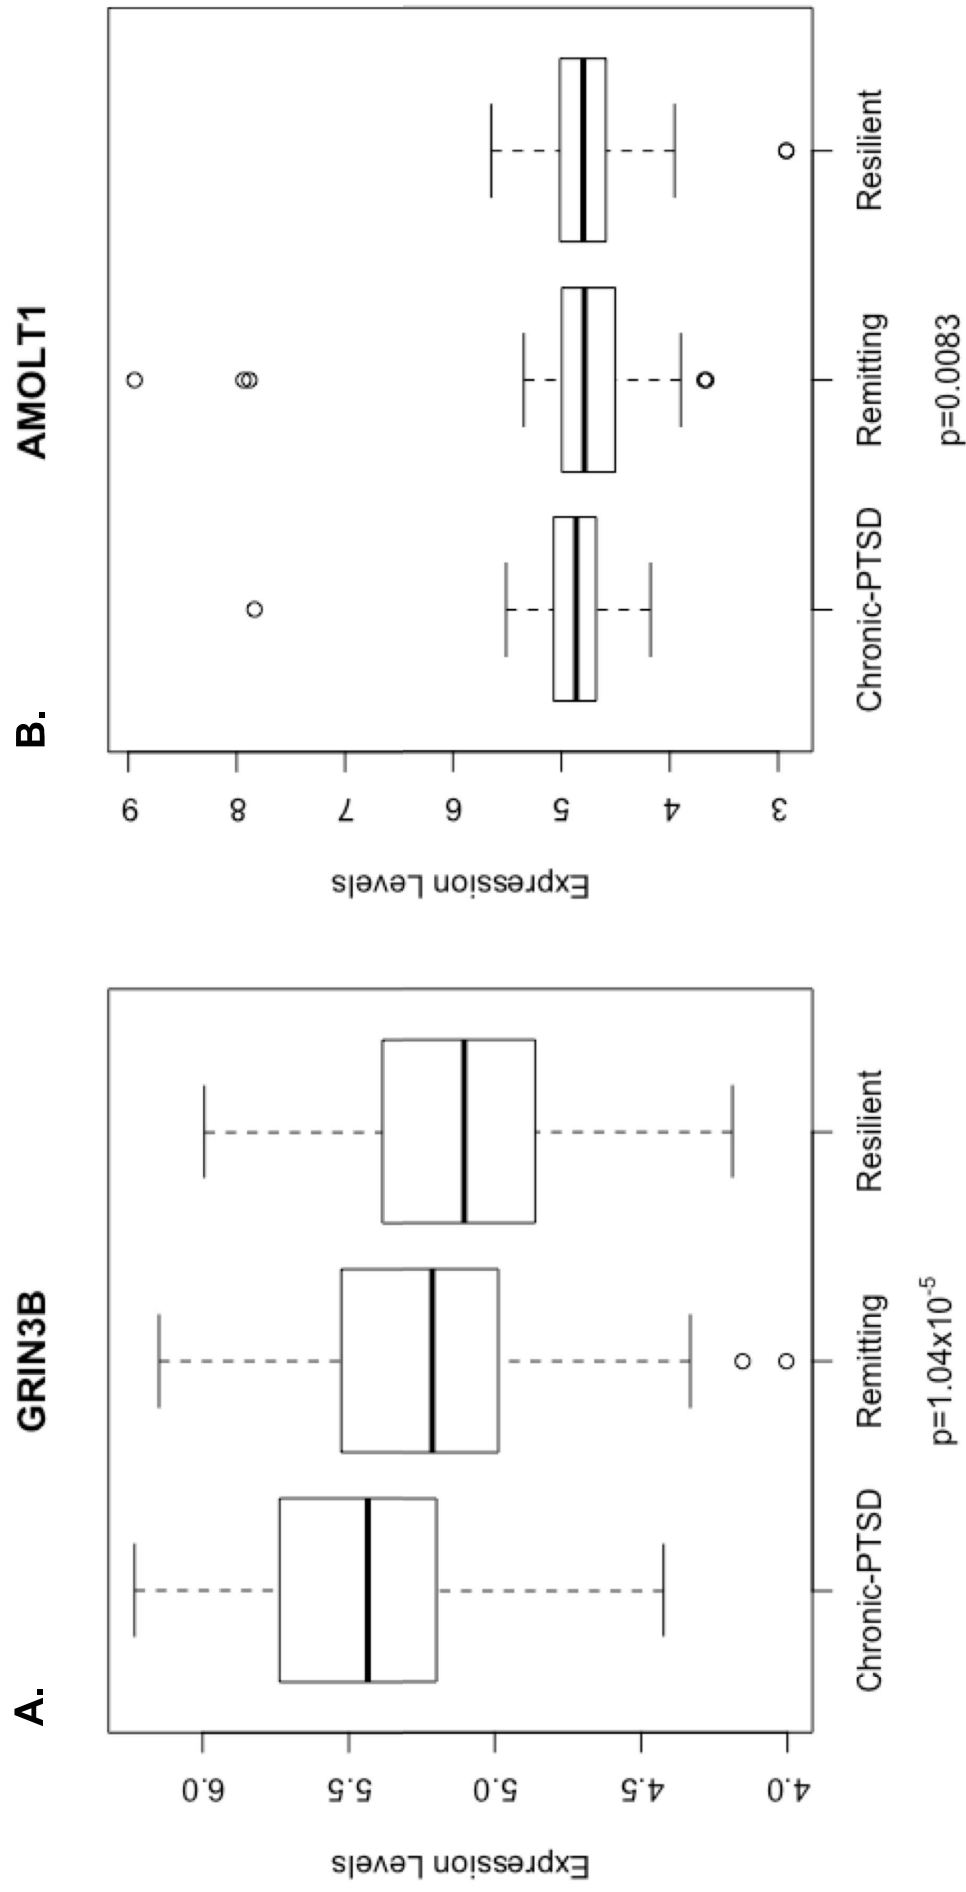 A.
GRIN3B
Expression Levels
6.0
5.5
5.0
4.5
4.0
Chronic-PTSD Remitting Resilient
p=1.04x10⁻⁵
B.
AMOLT1
Expression Levels
9
8
7
6
5
4
3
Chronic-PTSD Remitting Resilient
p=0.0083